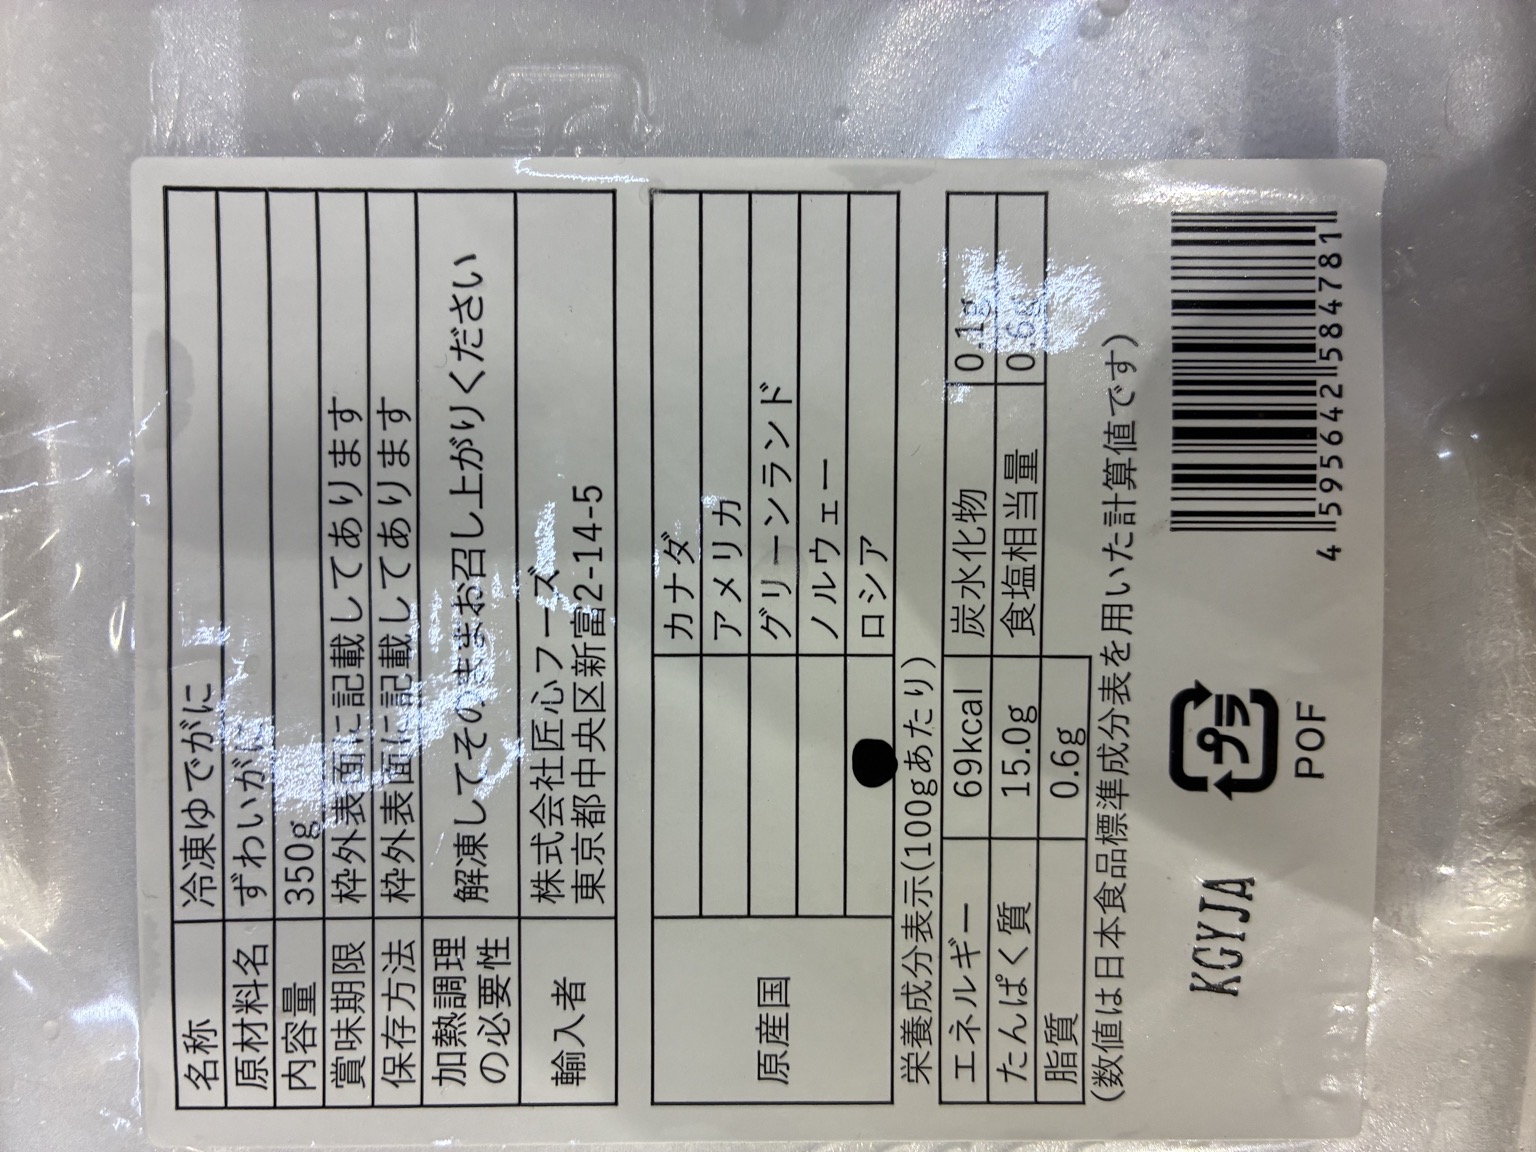 名称 冷凍ゆでがに
原材料名 ずわいがに
内容量 350g
賞味期限 枠外表面に記載してあります
保存方法 枠外表面に記載してあります
加熱調理
の必要性 解凍してそのままお召し上がりください
輸入者 株式会社匠心フーズ
東京都中央区新富2-14-5
原産国
カナダ
アメリカ
グリーンランド
ノルウェー
● ロシア
栄養成分表示(100gあたり)
エネルギー 69kcal 炭水化物 0.1g
たんぱく質 15.0g 食塩相当量 0.6g
脂質 0.6g
(数値は日本食品標準成分表を用いた計算値です)
KGYJA
プラ
POF
4595642584781